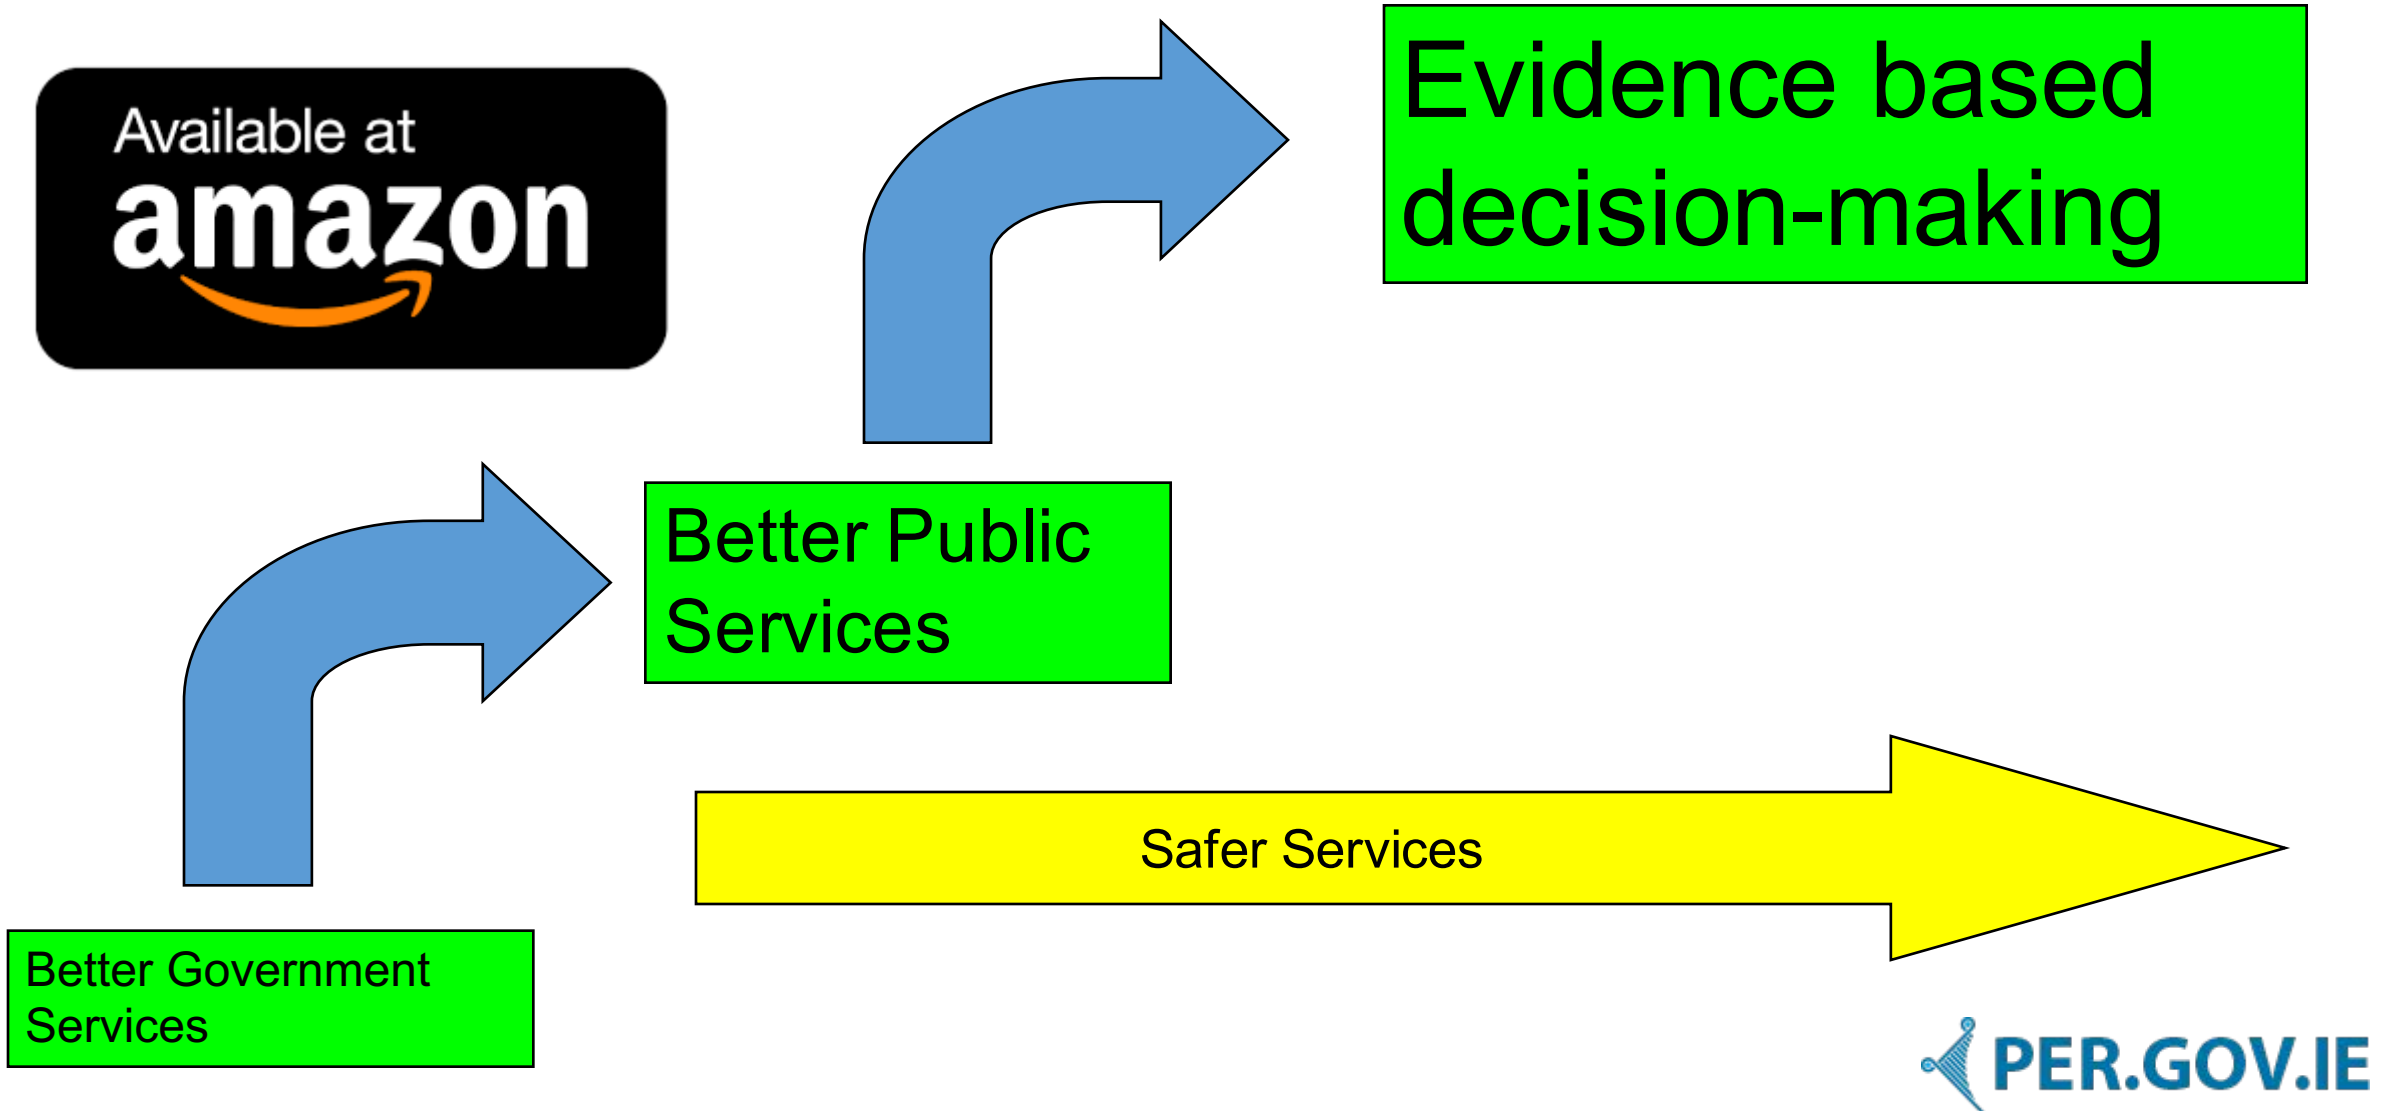 Available at
amazon
Evidence based
decision-making
Better Public
Services
Safer Services
Better Government
Services
PER.GOV.IE